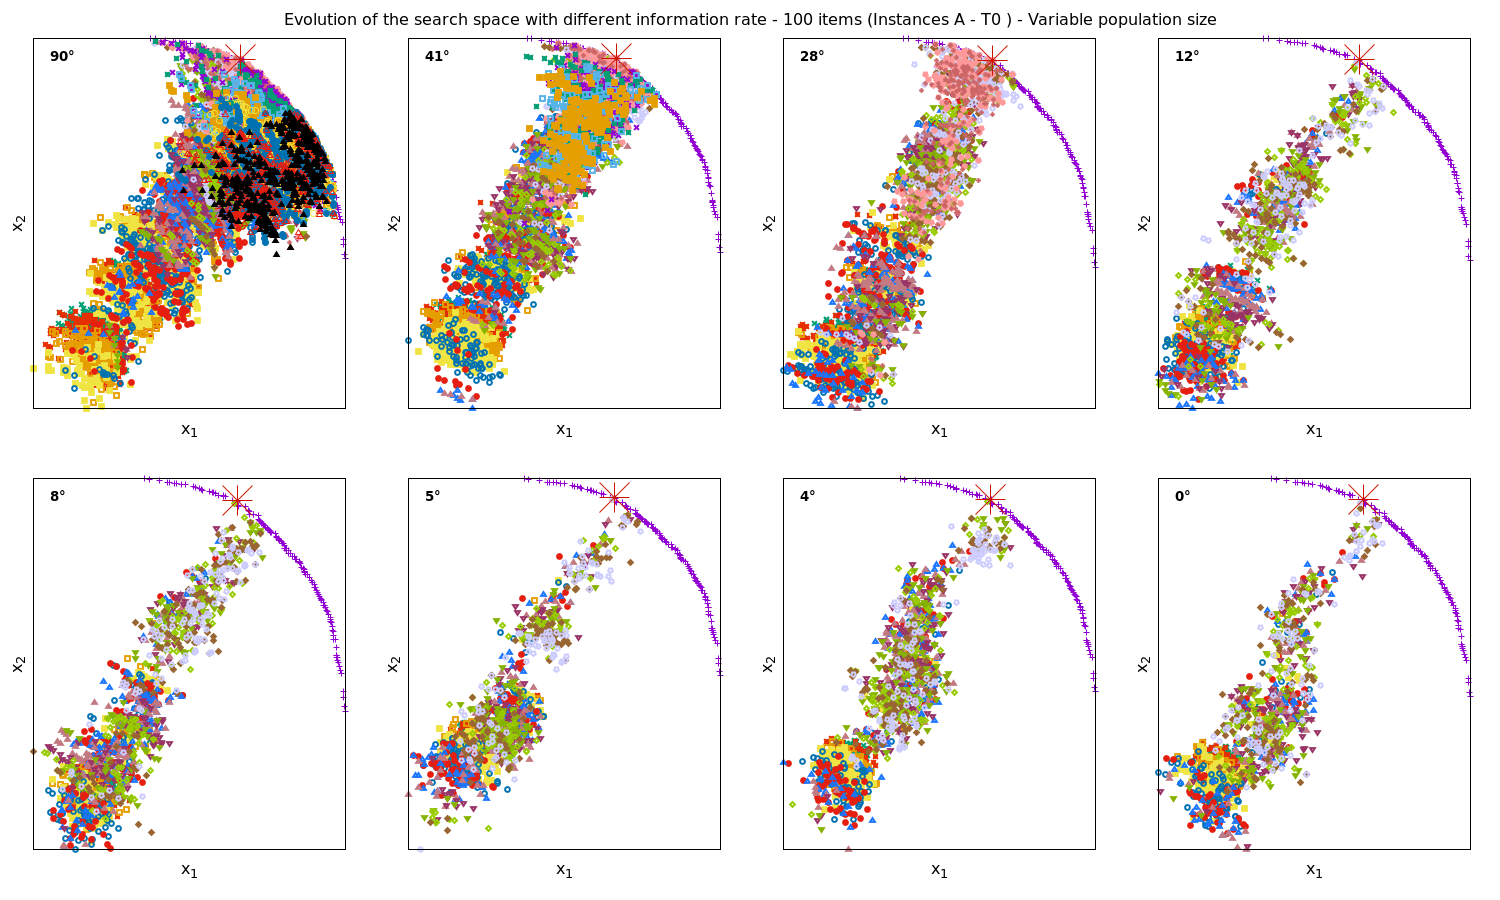 Evolution of the search space with different information rate - 100 items (Instances A - T0 ) - Variable population size
90°
41°
28°
12°
x₂
x₂
x₂
x₂
x₁
x₁
x₁
x₁
8°
5°
4°
0°
x₂
x₂
x₂
x₂
x₁
x₁
x₁
x₁